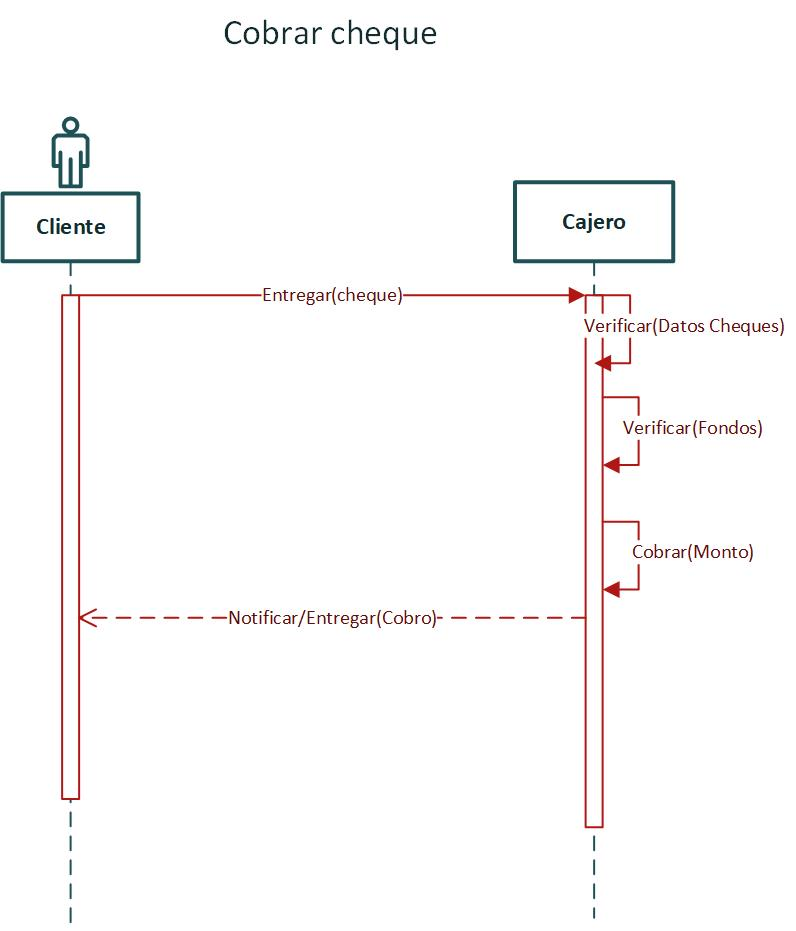 Cobrar cheque
Cliente
Cajero
Entregar(cheque)
Verificar(Datos Cheques)
Verificar(Fondos)
Cobrar(Monto)
Notificar/Entregar(Cobro)